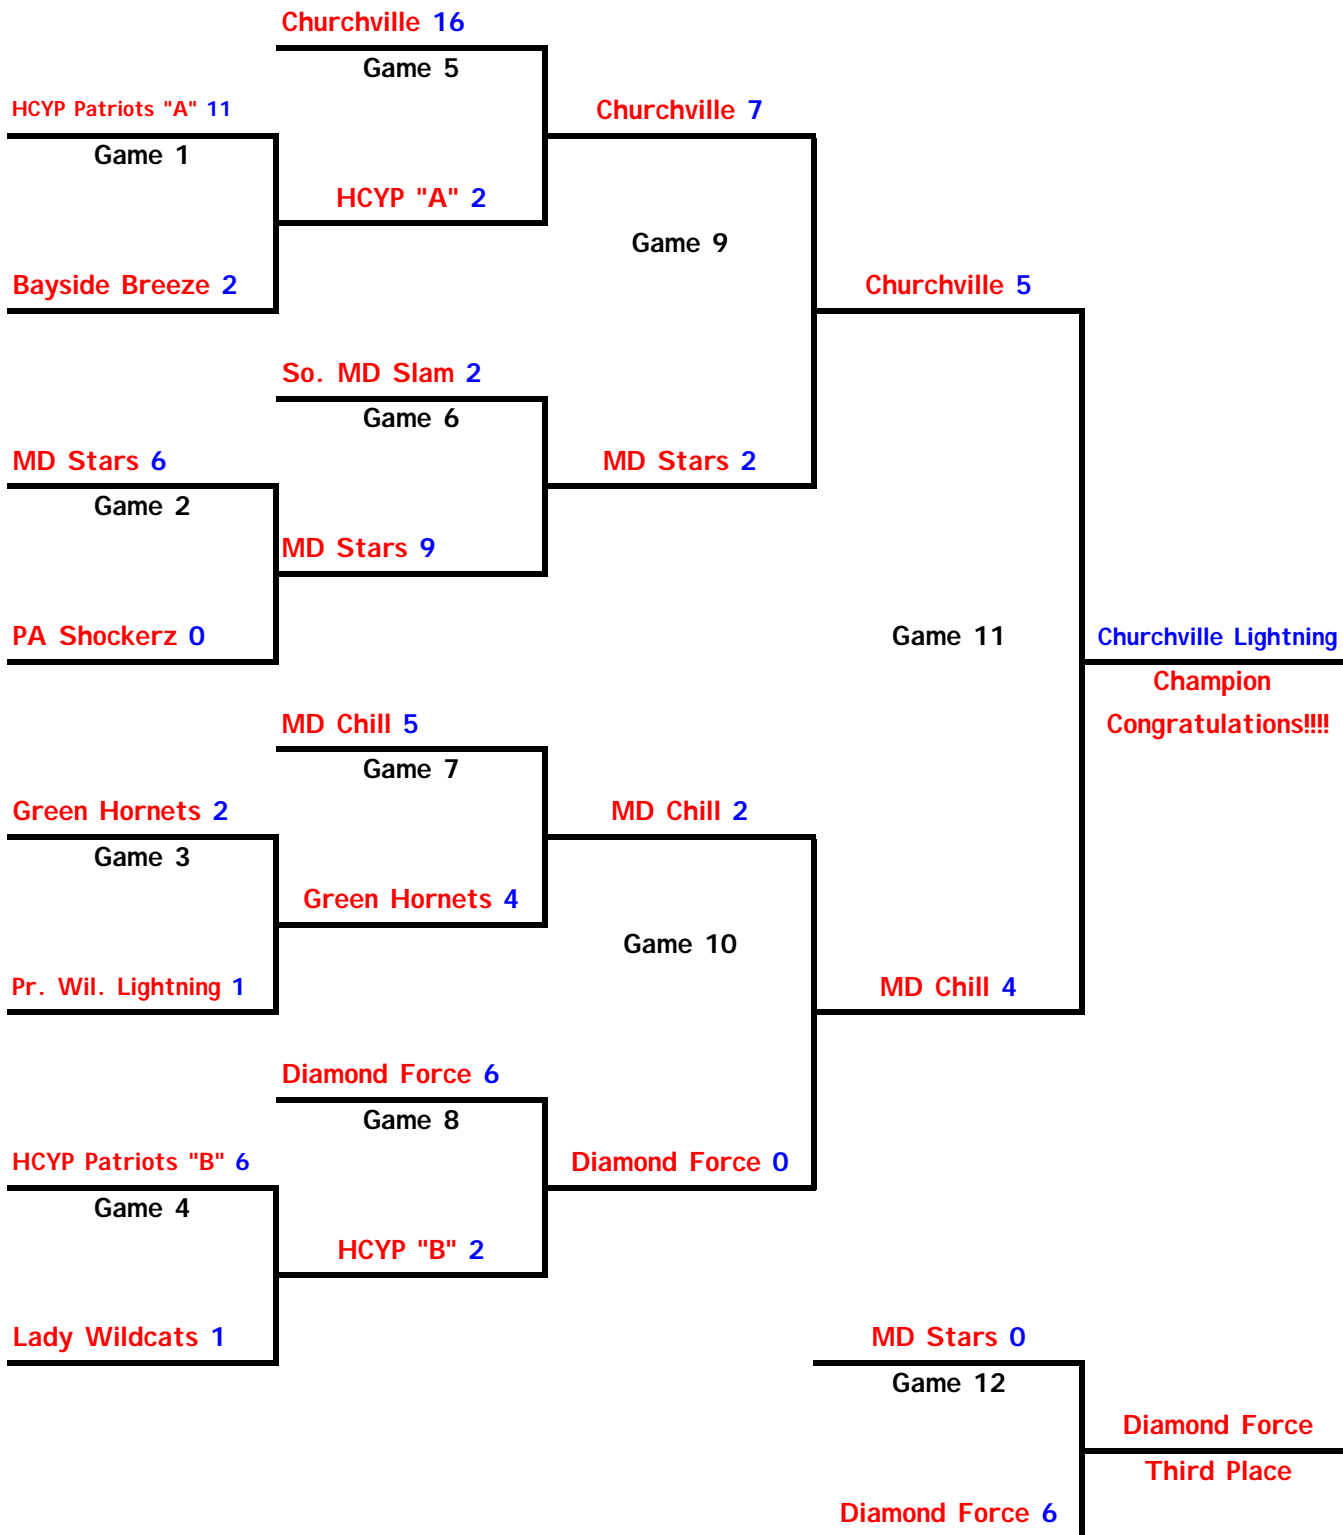 Churchville 16
Game 5
HCYP Patriots "A" 11
Churchville 7
Game 1
HCYP "A" 2
Game 9
Bayside Breeze 2
Churchville 5
So. MD Slam 2
Game 6
MD Stars 6
MD Stars 2
Game 2
MD Stars 9
PA Shockerz 0
Game 11
Churchville Lightning
Champion
MD Chill 5
Congratulations!!!!
Game 7
Green Hornets 2
MD Chill 2
Game 3
Green Hornets 4
Game 10
Pr. Wil. Lightning 1
MD Chill 4
Diamond Force 6
Game 8
HCYP Patriots "B" 6
Diamond Force 0
Game 4
HCYP "B" 2
Lady Wildcats 1
MD Stars 0
Game 12
Diamond Force
Third Place
Diamond Force 6